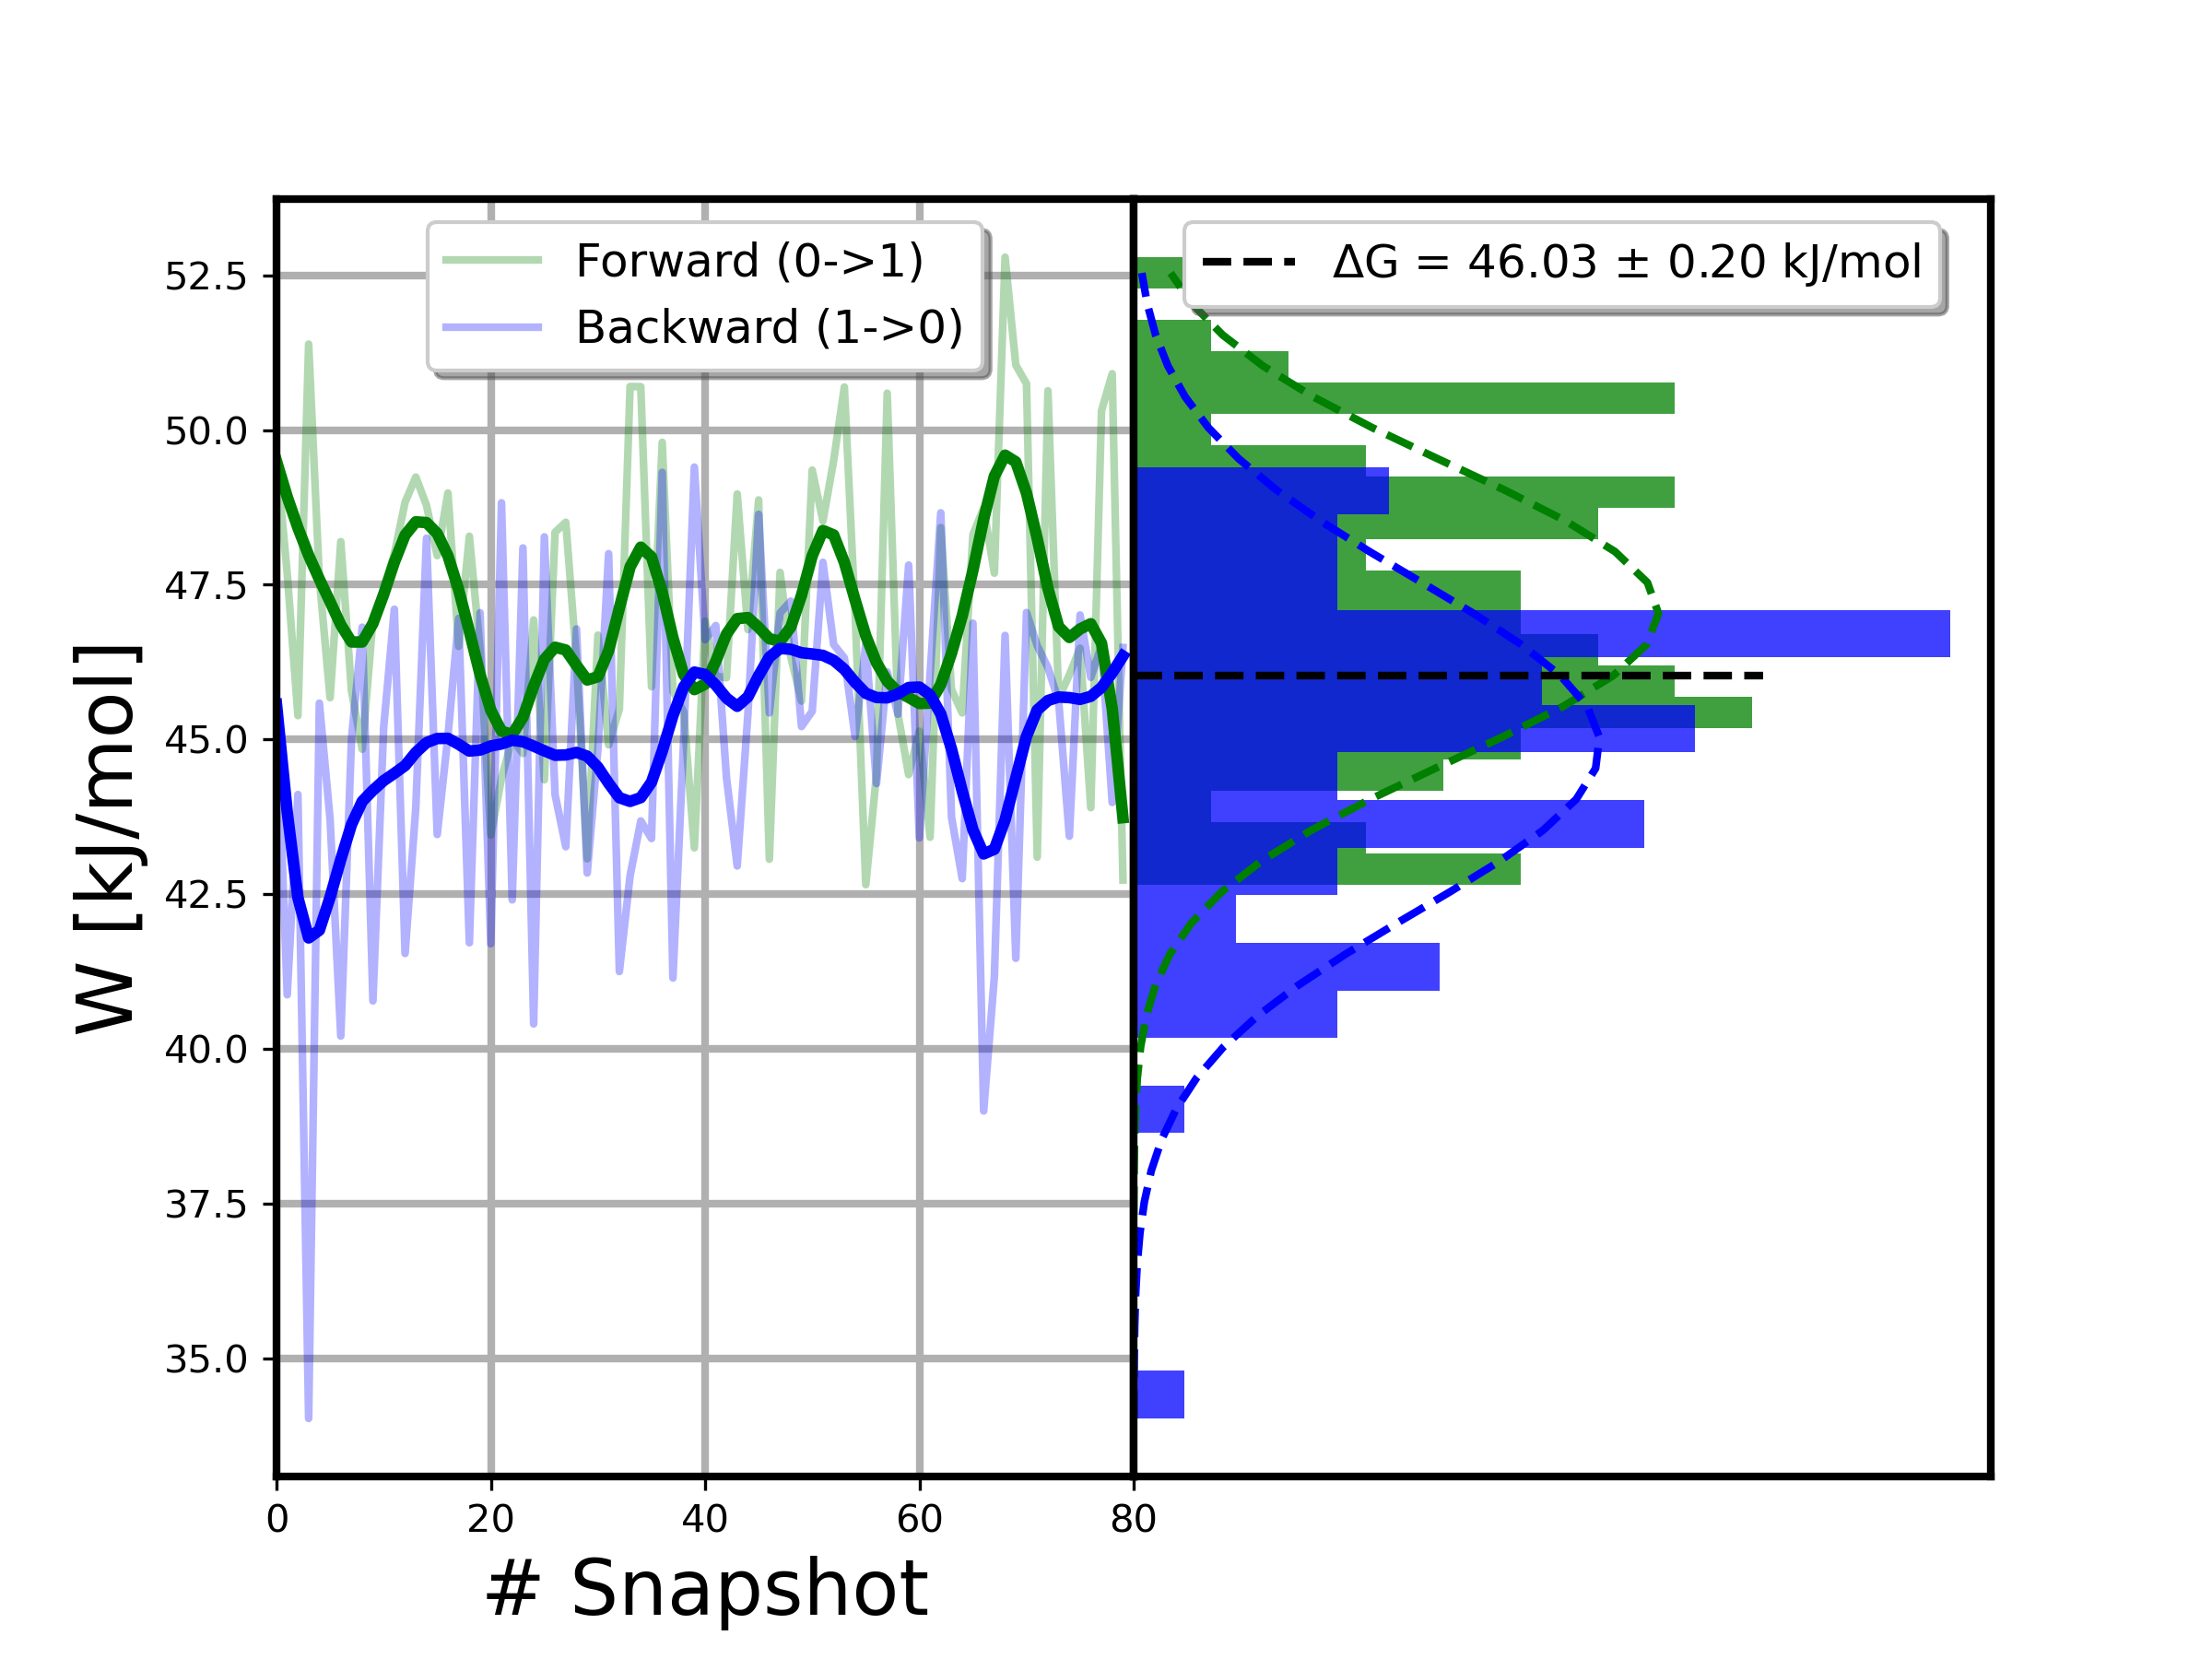 Forward (0->1)
Backward (1->0)
ΔG = 46.03 ± 0.20 kJ/mol
W [kJ/mol]
52.5
50.0
47.5
45.0
42.5
40.0
37.5
35.0
0 20 40 60 80
# Snapshot